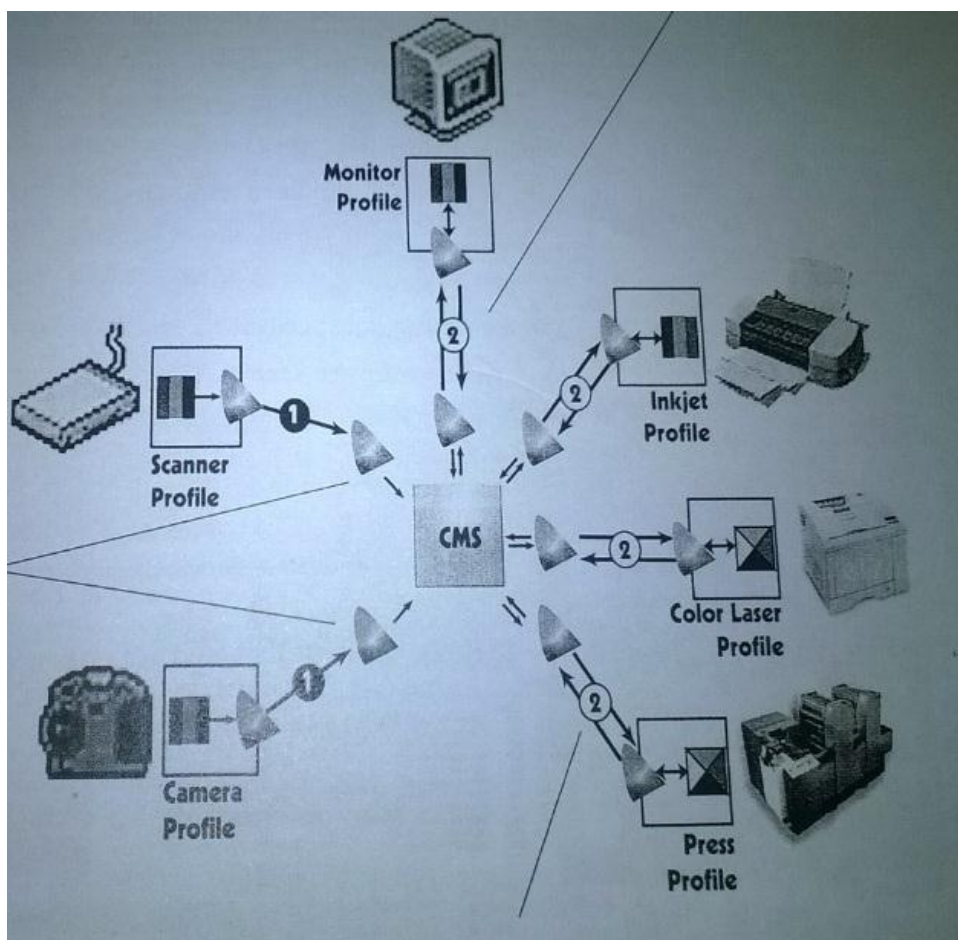 Monitor
Profile
2
Inkjet
Profile
2
Scanner
Profile
1
CMS
2
Color Laser
Profile
1
Camera
Profile
2
Press
Profile